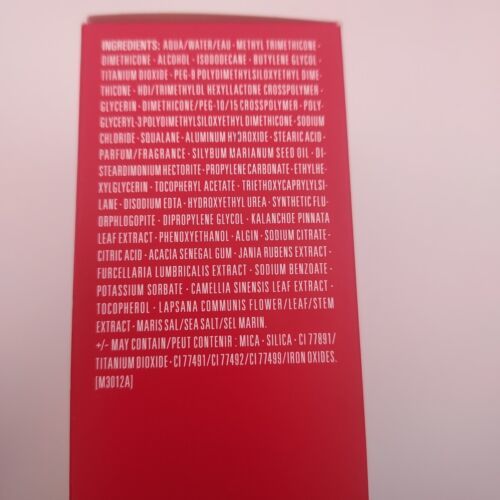 INGREDIENTS: AQUA/WATER/EAU · METHYL TRIMETHICONE ·
DIMETHICONE · ALCOHOL · ISODODECANE · BUTYLENE GLYCOL ·
TITANIUM DIOXIDE · PEG-9 POLYDIMETHYLSILOXYETHYL DIME-
THICONE · HDI/TRIMETHYLOL HEXYLLACTONE CROSSPOLYMER ·
GLYCERIN · DIMETHICONE/PEG-10/15 CROSSPOLYMER · POLY-
GLYCERYL-3 POLYDIMETHYLSILOXYETHYL DIMETHICONE · SODIUM
CHLORIDE · SQUALANE · ALUMINUM HYDROXIDE · STEARIC ACID ·
PARFUM/FRAGRANCE · SILYBUM MARIANUM SEED OIL · DI-
STEARDIMONIUM HECTORITE · PROPYLENE CARBONATE · ETHYLHE-
XYLGLYCERIN · TOCOPHERYL ACETATE · TRIETHOXYCAPRYLYLSI-
LANE · DISODIUM EDTA · HYDROXYETHYL UREA · SYNTHETIC FLU-
ORPHLOGOPITE · DIPROPYLENE GLYCOL · KALANCHOE PINNATA
LEAF EXTRACT · PHENOXYETHANOL · ALGIN · SODIUM CITRATE ·
CITRIC ACID · ACACIA SENEGAL GUM · JANIA RUBENS EXTRACT ·
FURCELLARIA LUMBRICALIS EXTRACT · SODIUM BENZOATE ·
POTASSIUM SORBATE · CAMELLIA SINENSIS LEAF EXTRACT ·
TOCOPHEROL · LAPSANA COMMUNIS FLOWER/LEAF/STEM
EXTRACT · MARIS SAL/SEA SALT/SEL MARIN.
+/- MAY CONTAIN/PEUT CONTENIR : MICA · SILICA · CI 77891/
TITANIUM DIOXIDE · CI 77491/CI 77492/CI 77499/IRON OXIDES.
[M3012A]